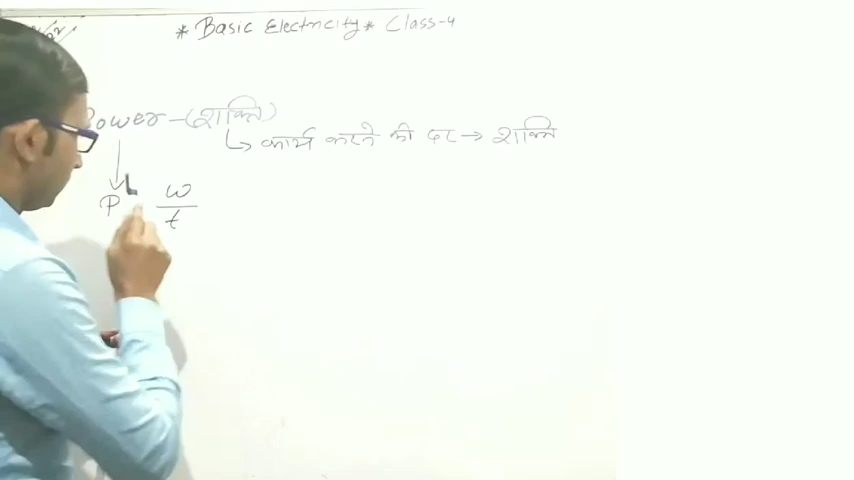 * Basic Electricity * Class-4
Power - (शक्ति)
↳ कार्य करने की दर → शक्ति
P
w
t